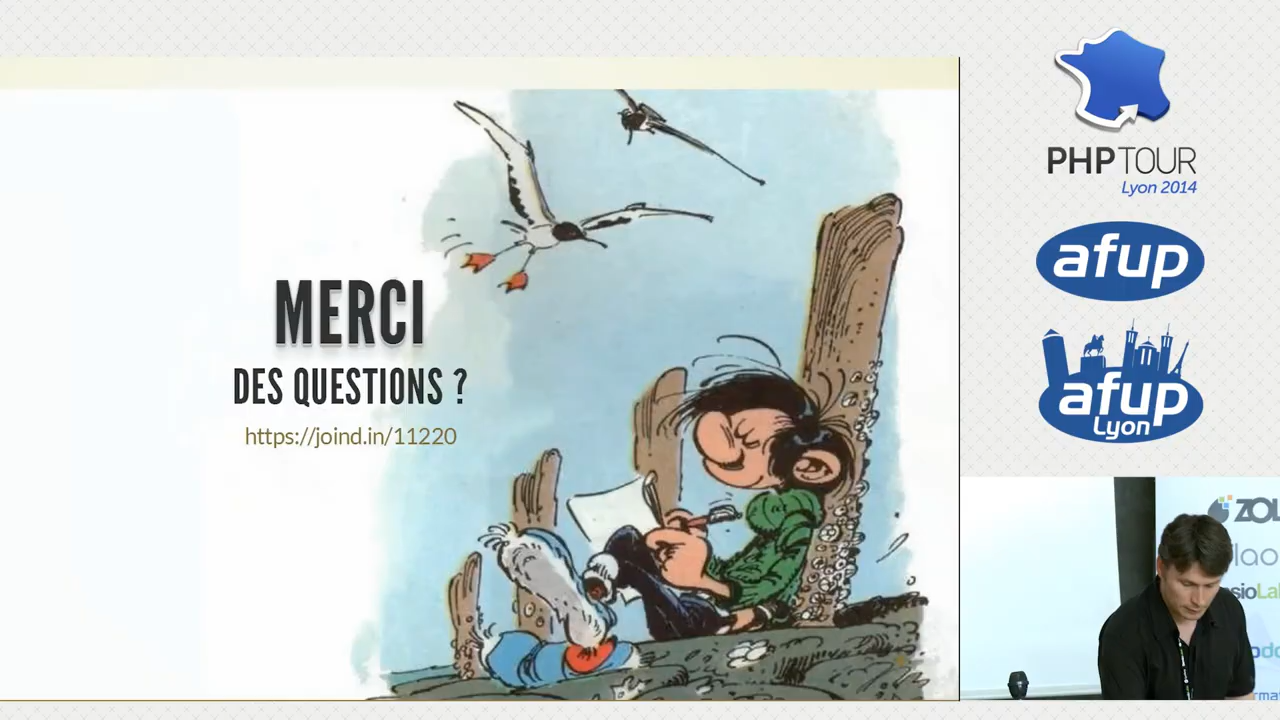 MERCI
DES QUESTIONS ?
https://joind.in/11220
PHPTOUR
Lyon 2014
afup
afup
Lyon